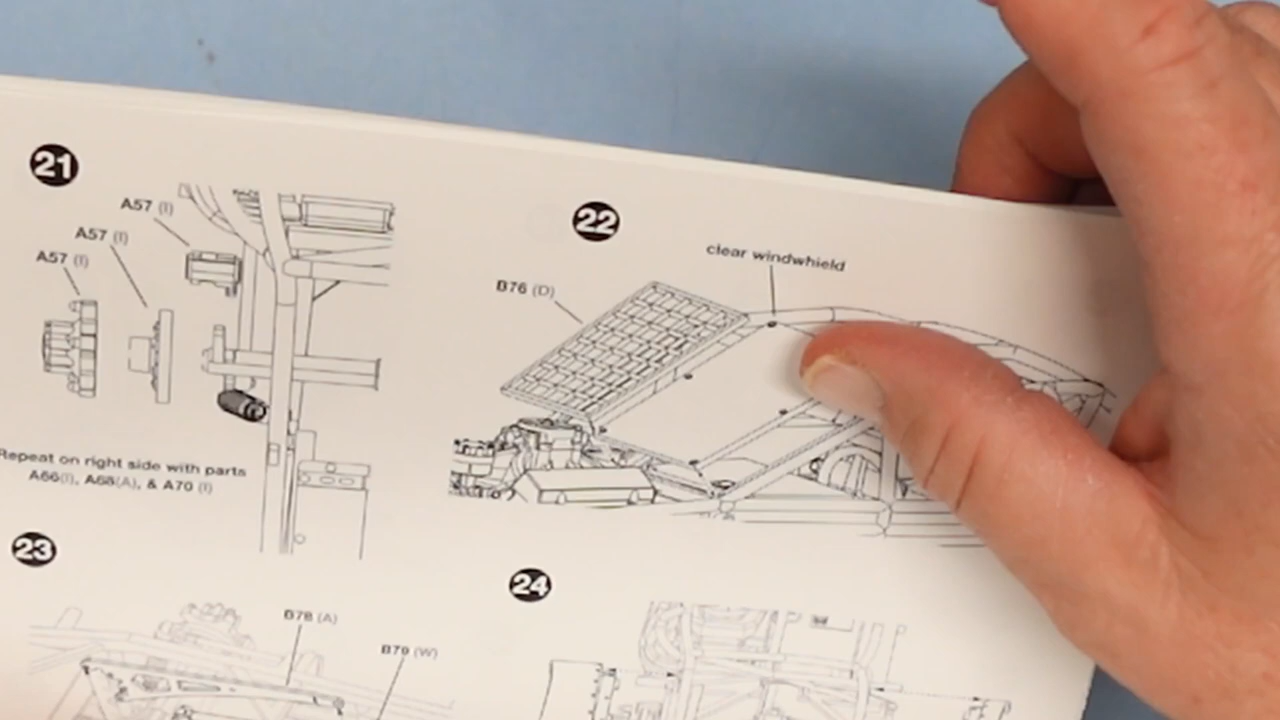 21
A57 (I)
A57 (I)
A57 (I)
Repeat on right side with parts
A66(I), A68(A), & A70 (I)
22
clear windwhield
B76 (D)
23
B78 (A)
B79 (W)
24